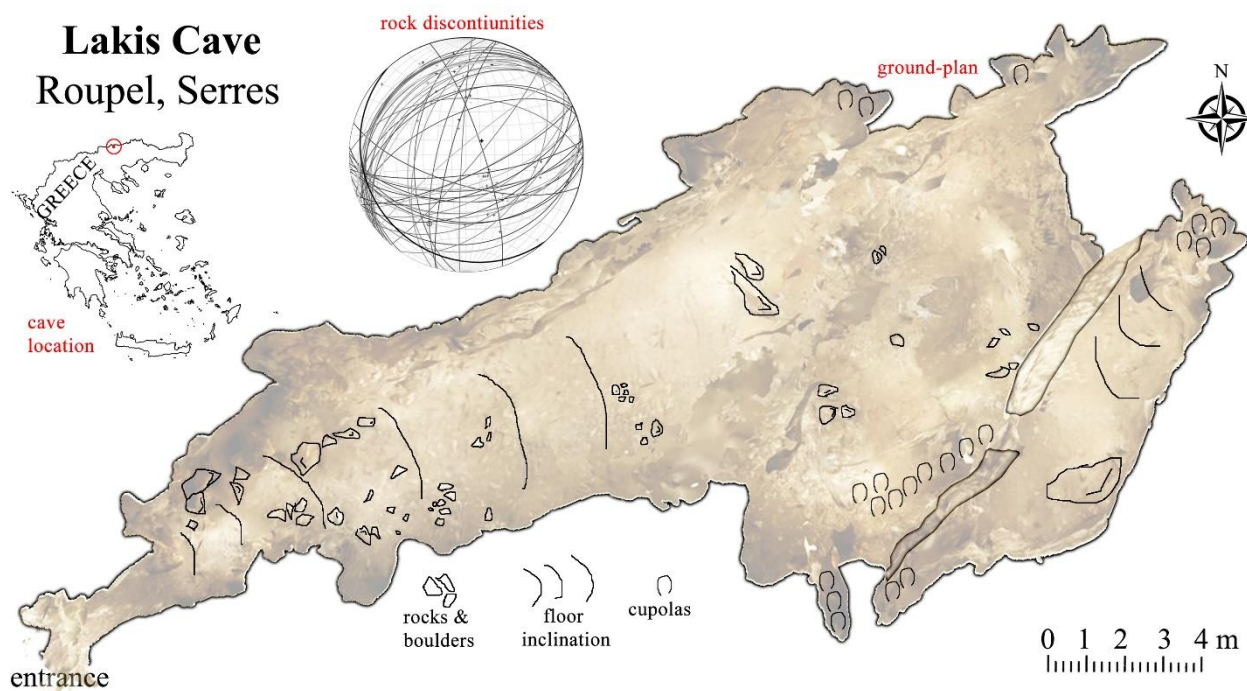 Lakis Cave
Roupel, Serres
rock discontiunities
ground-plan
N
GREECE
cave
location
rocks &
boulders
floor
inclination
cupolas
0 1 2 3 4 m
entrance